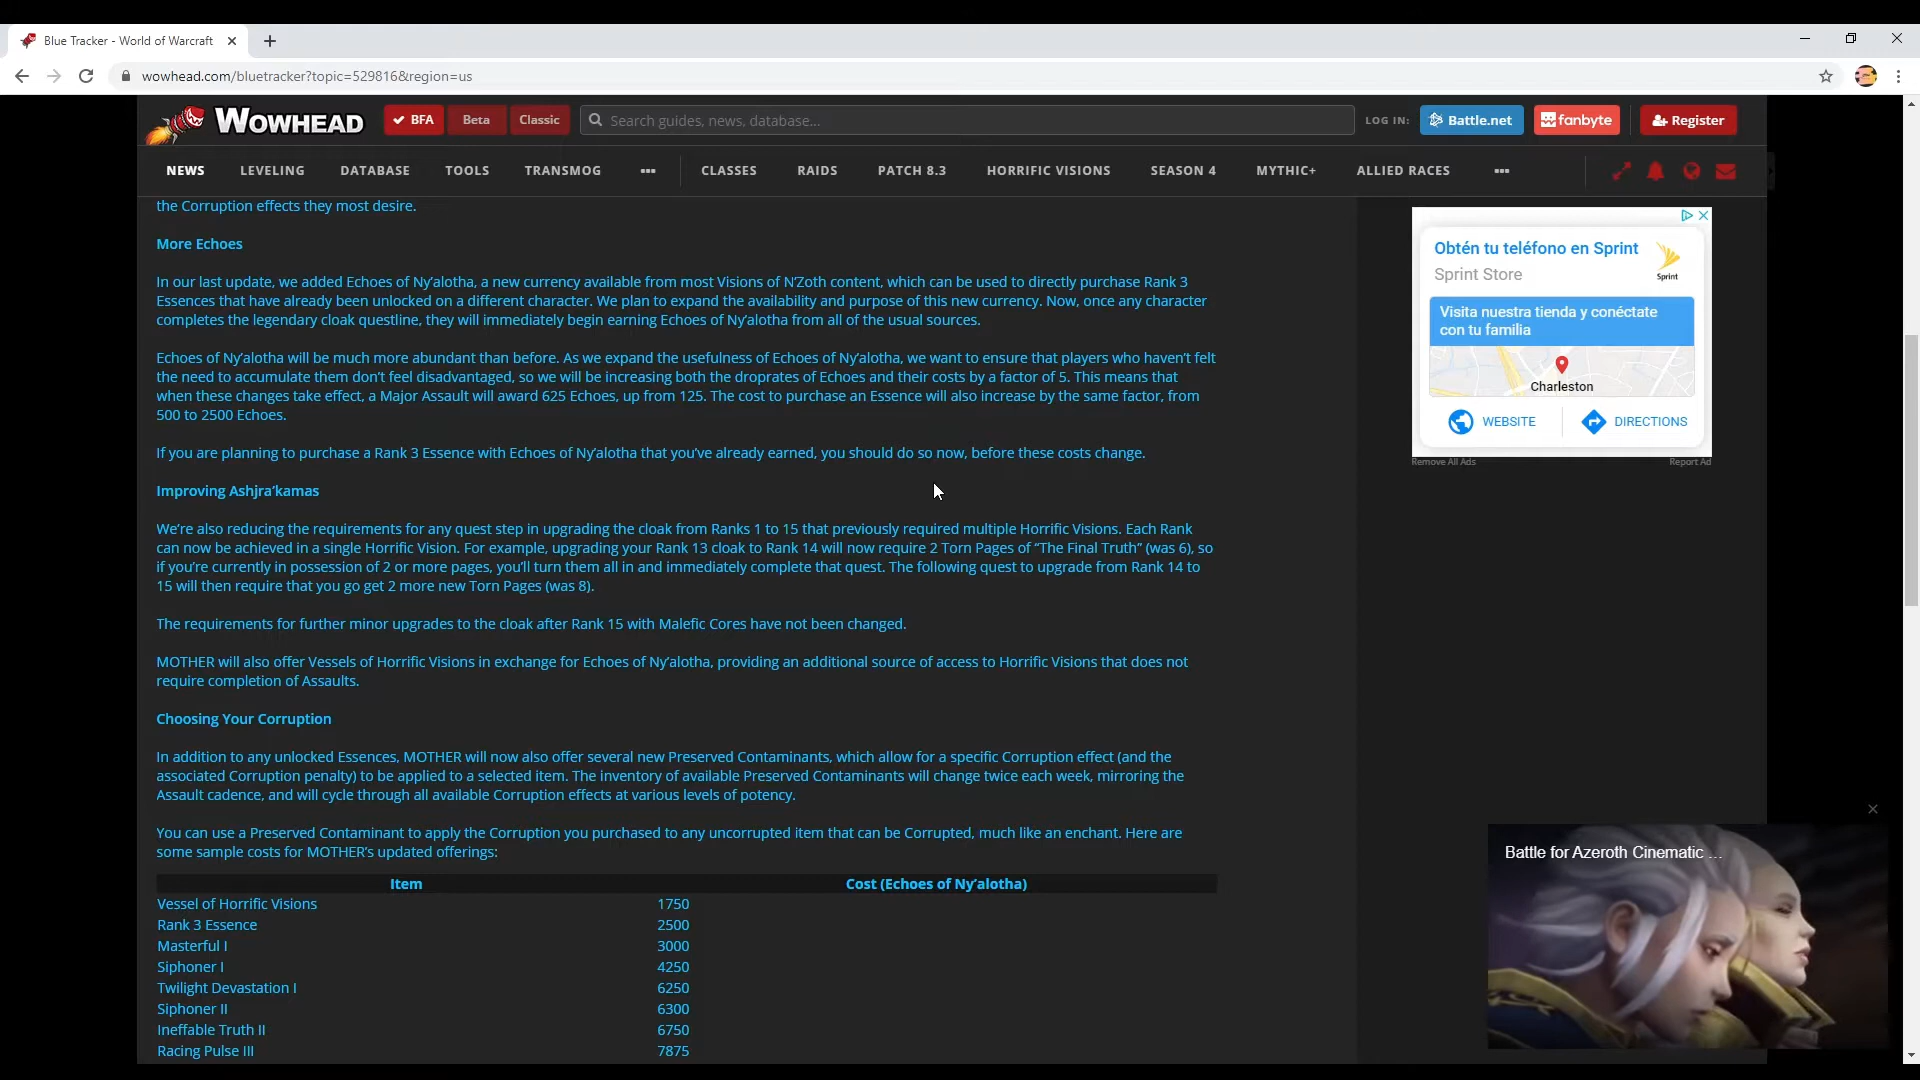 Blue Tracker - World of Warcraft
wowhead.com/bluetracker?topic=529816&region=us
WOWHEAD
BFA
Beta
Classic
Search guides, news, database...
LOG IN:
Battle.net
fanbyte
Register
NEWS
LEVELING
DATABASE
TOOLS
TRANSMOG
CLASSES
RAIDS
PATCH 8.3
HORRIFIC VISIONS
SEASON 4
MYTHIC+
ALLIED RACES
the Corruption effects they most desire.
More Echoes
In our last update, we added Echoes of Ny’alotha, a new currency available from most Visions of N’Zoth content, which can be used to directly purchase Rank 3
Essences that have already been unlocked on a different character. We plan to expand the availability and purpose of this new currency. Now, once any character
completes the legendary cloak questline, they will immediately begin earning Echoes of Ny’alotha from all of the usual sources.
Echoes of Ny’alotha will be much more abundant than before. As we expand the usefulness of Echoes of Ny’alotha, we want to ensure that players who haven’t felt
the need to accumulate them don’t feel disadvantaged, so we will be increasing both the droprates of Echoes and their costs by a factor of 5. This means that
when these changes take effect, a Major Assault will award 625 Echoes, up from 125. The cost to purchase an Essence will also increase by the same factor, from
500 to 2500 Echoes.
If you are planning to purchase a Rank 3 Essence with Echoes of Ny’alotha that you’ve already earned, you should do so now, before these costs change.
Improving Ashjra’kamas
We’re also reducing the requirements for any quest step in upgrading the cloak from Ranks 1 to 15 that previously required multiple Horrific Visions. Each Rank
can now be achieved in a single Horrific Vision. For example, upgrading your Rank 13 cloak to Rank 14 will now require 2 Torn Pages of “The Final Truth” (was 6), so
if you’re currently in possession of 2 or more pages, you’ll turn them all in and immediately complete that quest. The following quest to upgrade from Rank 14 to
15 will then require that you go get 2 more new Torn Pages (was 8).
The requirements for further minor upgrades to the cloak after Rank 15 with Malefic Cores have not been changed.
MOTHER will also offer Vessels of Horrific Visions in exchange for Echoes of Ny’alotha, providing an additional source of access to Horrific Visions that does not
require completion of Assaults.
Choosing Your Corruption
In addition to any unlocked Essences, MOTHER will now also offer several new Preserved Contaminants, which allow for a specific Corruption effect (and the
associated Corruption penalty) to be applied to a selected item. The inventory of available Preserved Contaminants will change twice each week, mirroring the
Assault cadence, and will cycle through all available Corruption effects at various levels of potency.
You can use a Preserved Contaminant to apply the Corruption you purchased to any uncorrupted item that can be Corrupted, much like an enchant. Here are
some sample costs for MOTHER’s updated offerings:
Item Cost (Echoes of Ny’alotha)
Vessel of Horrific Visions 1750
Rank 3 Essence 2500
Masterful I 3000
Siphoner I 4250
Twilight Devastation I 6250
Siphoner II 6300
Ineffable Truth II 6750
Racing Pulse III 7875
Obtén tu teléfono en Sprint
Sprint Store
Sprint
Visita nuestra tienda y conéctate
con tu familia
Charleston
WEBSITE
DIRECTIONS
Remove All Ads
Report Ad
Battle for Azeroth Cinematic ...